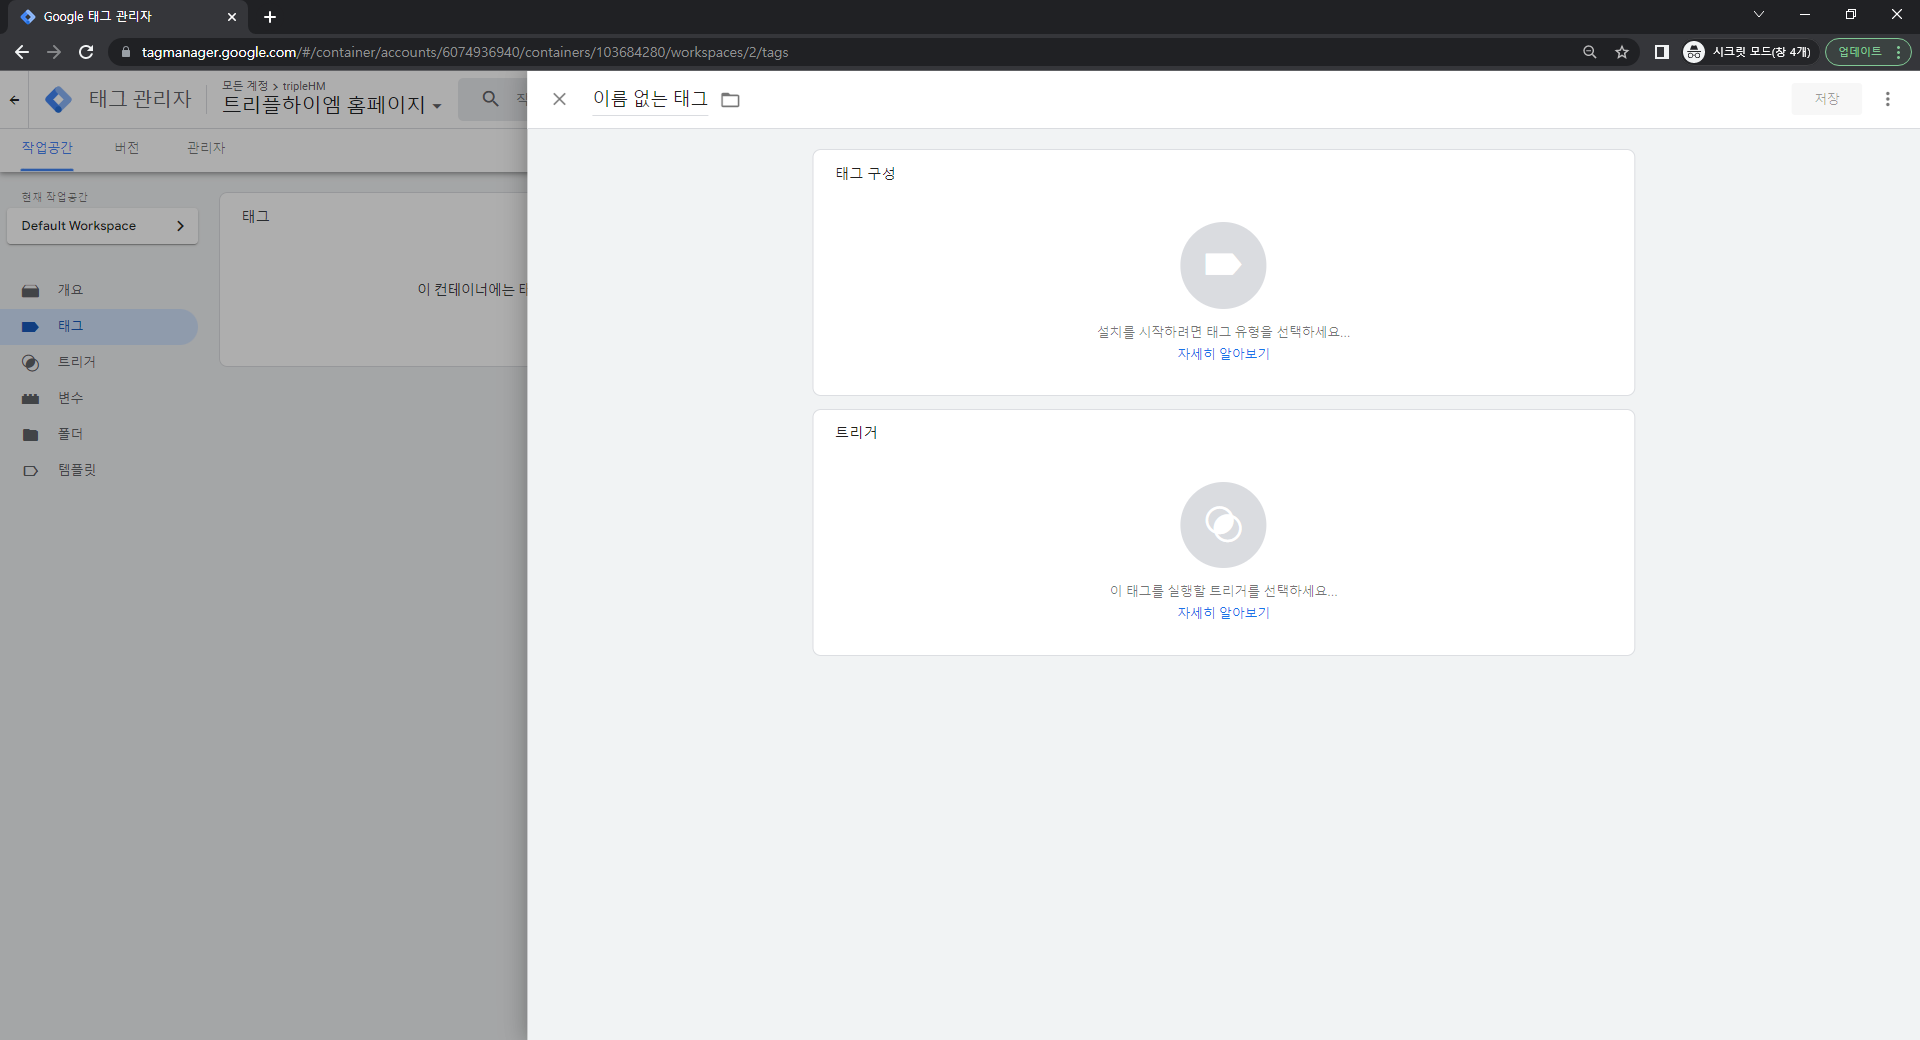 Google 태그 관리자
tagmanager.google.com/#/container/accounts/6074936940/containers/103684280/workspaces/2/tags
시크릿 모드(창 4개)
업데이트
태그 관리자
모든 계정 > tripleHM
트리플하이엠 홈페이지
이름 없는 태그
저장
작업공간
버전
관리자
현재 작업공간
Default Workspace
개요
태그
트리거
변수
폴더
템플릿
태그
이 컨테이너에는
태그 구성
설치를 시작하려면 태그 유형을 선택하세요...
자세히 알아보기
트리거
이 태그를 실행할 트리거를 선택하세요...
자세히 알아보기